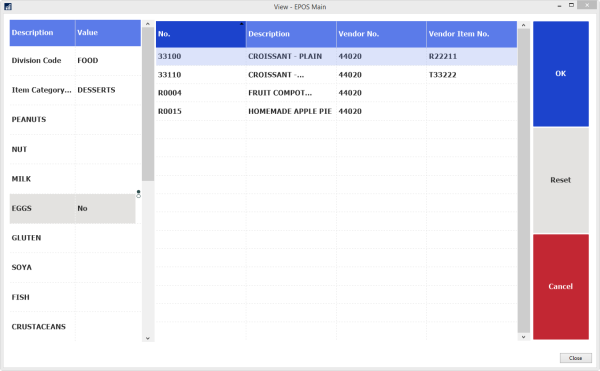 View - EPOS Main
Description Value
Division Code FOOD
Item Category... DESSERTS
PEANUTS
NUT
MILK
EGGS No
GLUTEN
SOYA
FISH
CRUSTACEANS
No. Description Vendor No. Vendor Item No.
33100 CROISSANT - PLAIN 44020 R22211
33110 CROISSANT -... 44020 T33222
R0004 FRUIT COMPOT... 44020
R0015 HOMEMADE APPLE PIE 44020
OK
Reset
Cancel
Close